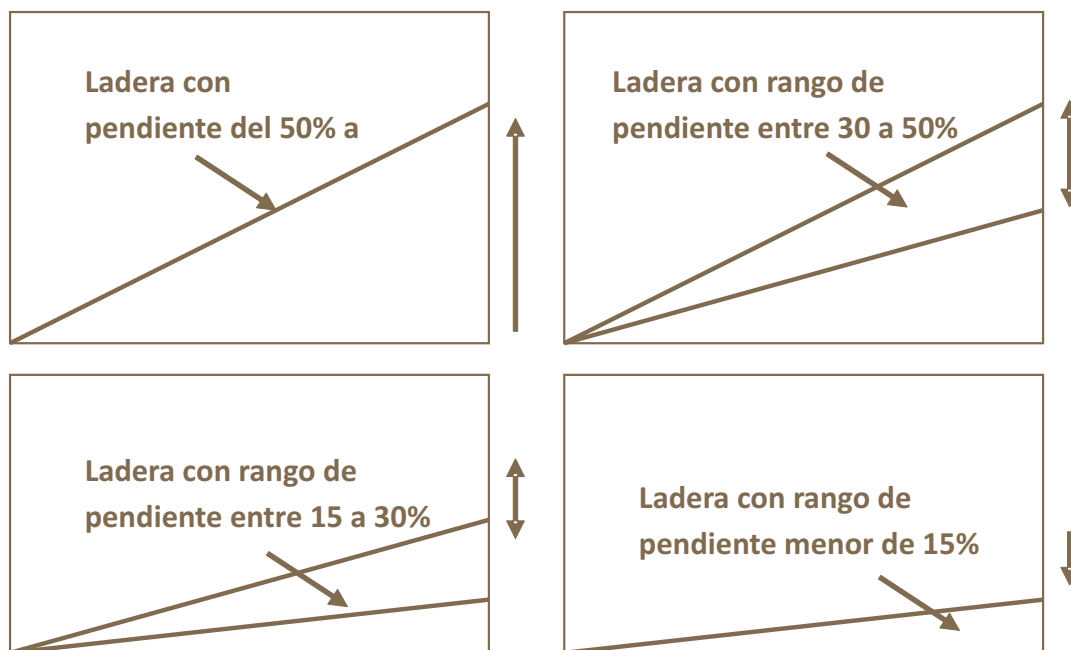 Ladera con
pendiente del 50% a
Ladera con rango de
pendiente entre 30 a 50%
Ladera con rango de
pendiente entre 15 a 30%
Ladera con rango de
pendiente menor de 15%